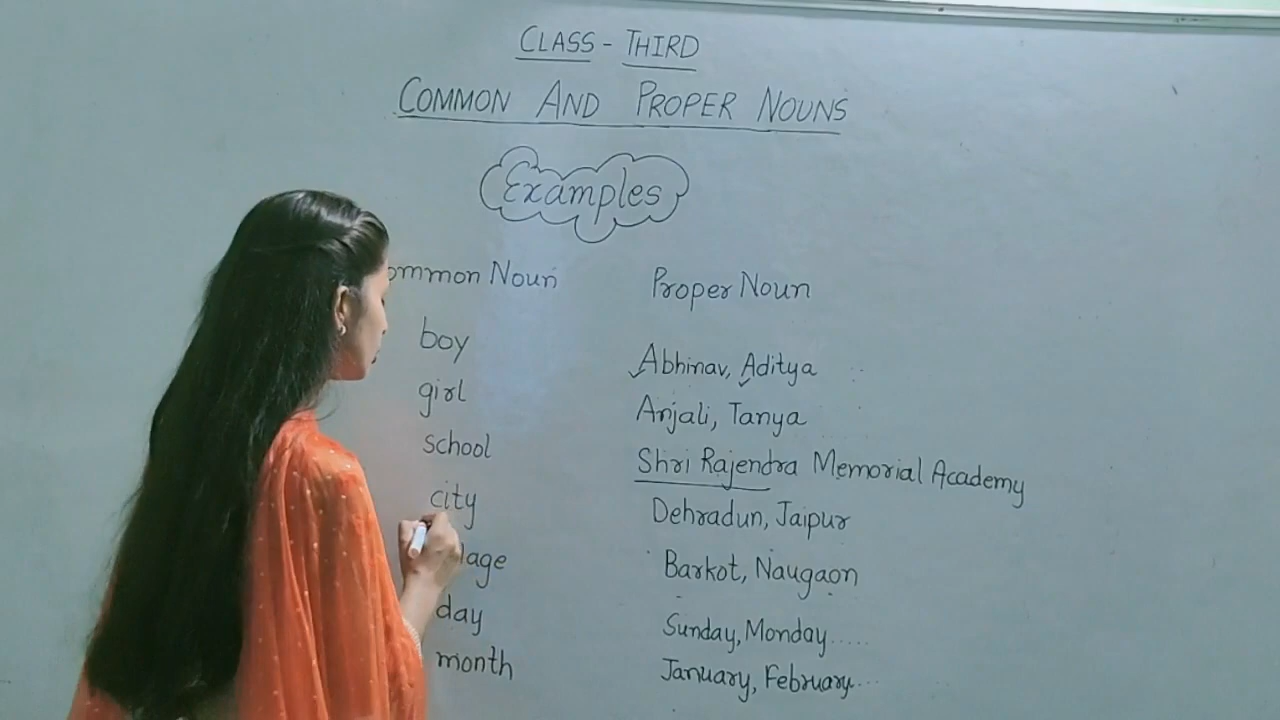 CLASS - THIRD
COMMON AND PROPER NOUNS
Examples
ommon Noun Proper Noun
boy Abhinav, Aditya
girl Anjali, Tanya
school Shri Rajendra Memorial Academy
city Dehradun, Jaipur
lage Barkot, Naugaon
day Sunday, Monday.....
month January, February....